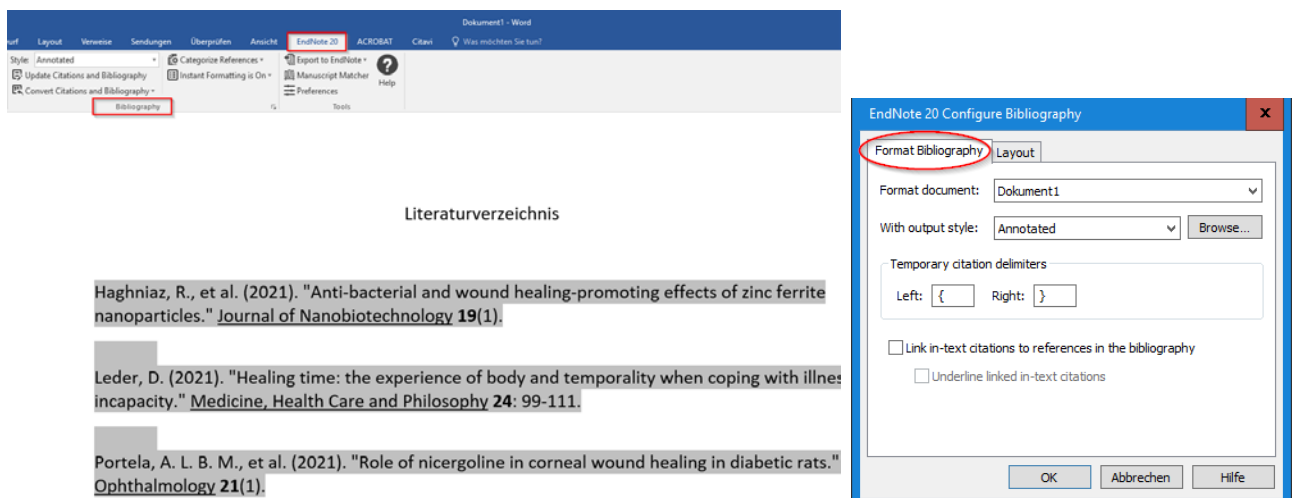 Dokument1 - Word
urf Layout Verweise Sendungen Überprüfen Ansicht EndNote 20 ACROBAT Citavi Was möchten Sie tun?
Style: Annotated Categorize References Export to EndNote
Update Citations and Bibliography Instant Formatting is On Manuscript Matcher Help
Convert Citations and Bibliography Preferences
Bibliography Tools
Literaturverzeichnis
Haghniaz, R., et al. (2021). "Anti-bacterial and wound healing-promoting effects of zinc ferrite
nanoparticles." Journal of Nanobiotechnology 19(1).
Leder, D. (2021). "Healing time: the experience of body and temporality when coping with illnes
incapacity." Medicine, Health Care and Philosophy 24: 99-111.
Portela, A. L. B. M., et al. (2021). "Role of nicergoline in corneal wound healing in diabetic rats."
Ophthalmology 21(1).
EndNote 20 Configure Bibliography x
Format Bibliography Layout
Format document: Dokument1
With output style: Annotated Browse...
Temporary citation delimiters
Left: { Right: }
Link in-text citations to references in the bibliography
Underline linked in-text citations
OK Abbrechen Hilfe